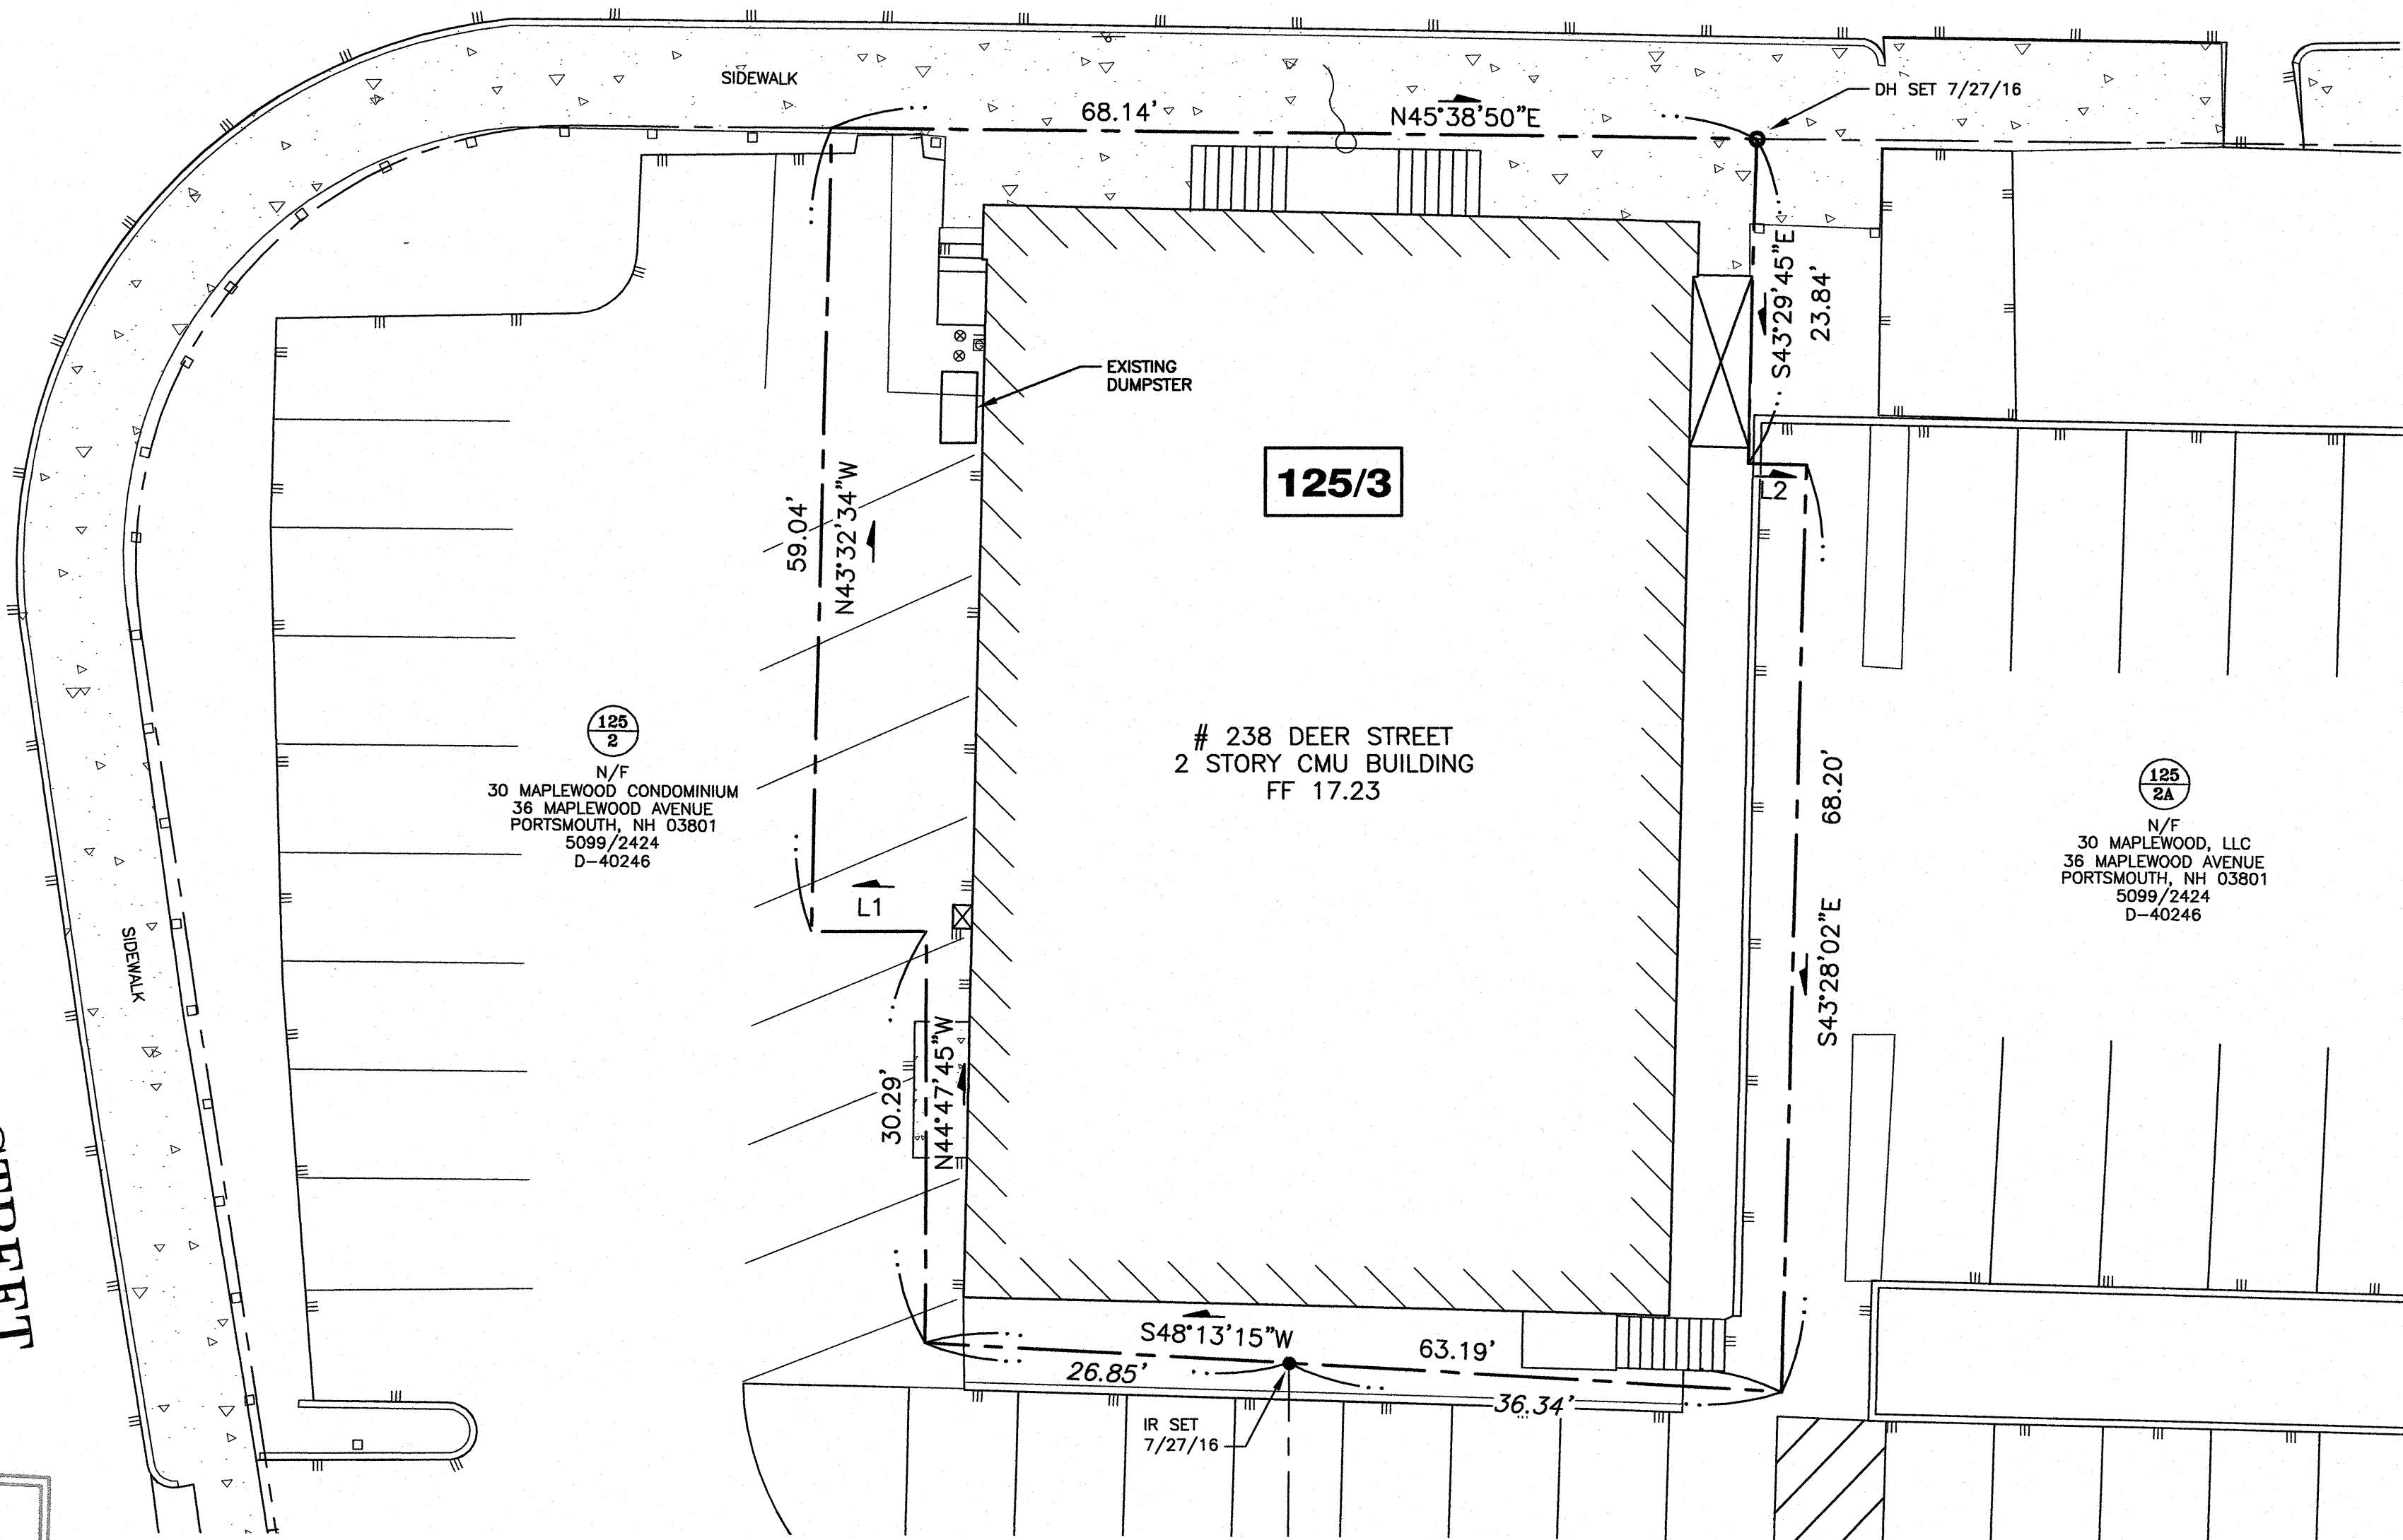 SIDEWALK
68.14'
N45°38'50"E
DH SET 7/27/16
S43°29'45"E
23.84'
EXISTING
DUMPSTER
125/3
L2
59.04'
N43°32'34"W
125
2
N/F
30 MAPLEWOOD CONDOMINIUM
36 MAPLEWOOD AVENUE
PORTSMOUTH, NH 03801
5099/2424
D-40246
# 238 DEER STREET
2 STORY CMU BUILDING
FF 17.23
68.20'
S43°28'02"E
125
2A
N/F
30 MAPLEWOOD, LLC
36 MAPLEWOOD AVENUE
PORTSMOUTH, NH 03801
5099/2424
D-40246
L1
SIDEWALK
30.29'
N44°47'45"W
STREET
S48°13'15"W
63.19'
26.85'
36.34'
IR SET
7/27/16